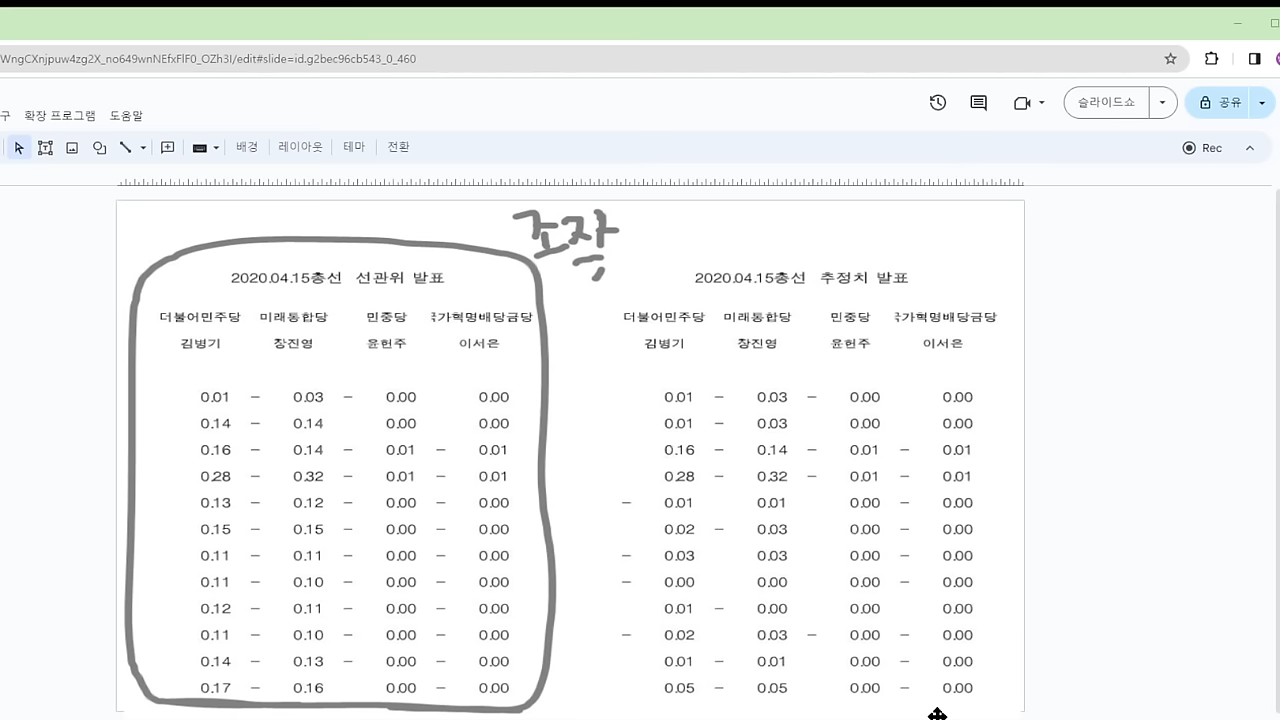 WngCXnjpuw4zg2X_no649wnNEfxFlF0_OZh3I/edit#slide=id.g2bec96cb543_0_460
구 확장 프로그램 도움말
슬라이드쇼 공유
배경 레이아웃 테마 전환 Rec
조작
2020.04.15총선 선관위 발표 2020.04.15총선 추정치 발표
더불어민주당 미래통합당 민중당 국가혁명배당금당 더불어민주당 미래통합당 민중당 국가혁명배당금당
김병기 창진영 윤헌주 이서은 김병기 창진영 윤헌주 이서은
0.01 – 0.03 – 0.00 0.00 0.01 – 0.03 – 0.00 0.00
0.14 – 0.14 0.00 0.00 0.01 – 0.03 0.00 0.00
0.16 – 0.14 – 0.01 – 0.01 0.16 – 0.14 – 0.01 – 0.01
0.28 – 0.32 – 0.01 – 0.01 0.28 – 0.32 – 0.01 – 0.01
0.13 – 0.12 – 0.00 – 0.00 – 0.01 0.01 0.00 – 0.00
0.15 – 0.15 – 0.00 – 0.00 0.02 – 0.03 0.00 – 0.00
0.11 – 0.11 – 0.00 – 0.00 – 0.03 0.03 0.00 – 0.00
0.11 – 0.10 – 0.00 – 0.00 – 0.00 0.00 0.00 – 0.00
0.12 – 0.11 – 0.00 – 0.00 0.01 – 0.00 0.00 – 0.00
0.11 – 0.10 – 0.00 – 0.00 – 0.02 0.03 – 0.00 – 0.00
0.14 – 0.13 – 0.00 0.00 0.01 – 0.01 0.00 – 0.00
0.17 – 0.16 0.00 – 0.00 0.05 – 0.05 0.00 – 0.00